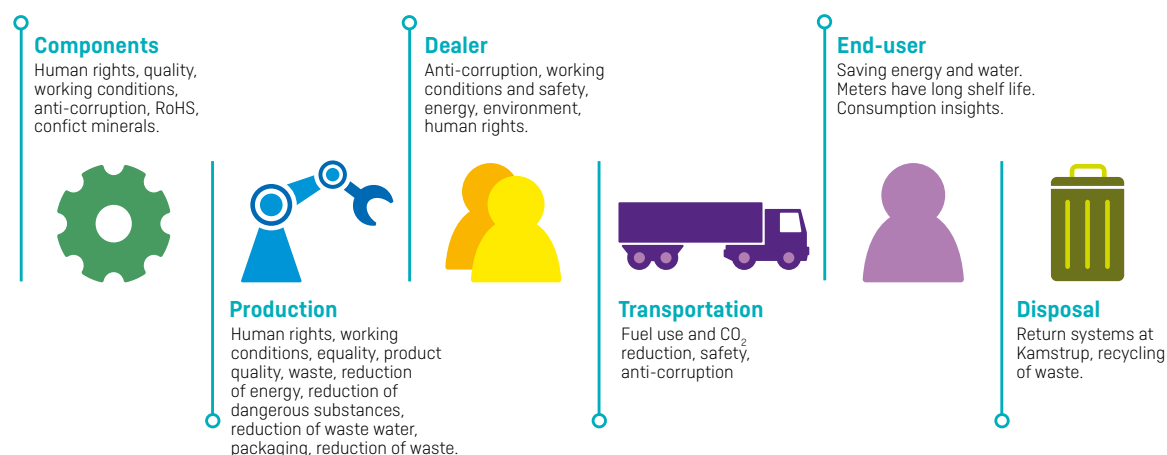 Components
Human rights, quality,
working conditions,
anti-corruption, RoHS,
confict minerals.
Production
Human rights, working
conditions, equality, product
quality, waste, reduction
of energy, reduction of
dangerous substances,
reduction of waste water,
packaging, reduction of waste.
Dealer
Anti-corruption, working
conditions and safety,
energy, environment,
human rights.
Transportation
Fuel use and CO₂
reduction, safety,
anti-corruption
End-user
Saving energy and water.
Meters have long shelf life.
Consumption insights.
Disposal
Return systems at
Kamstrup, recycling
of waste.